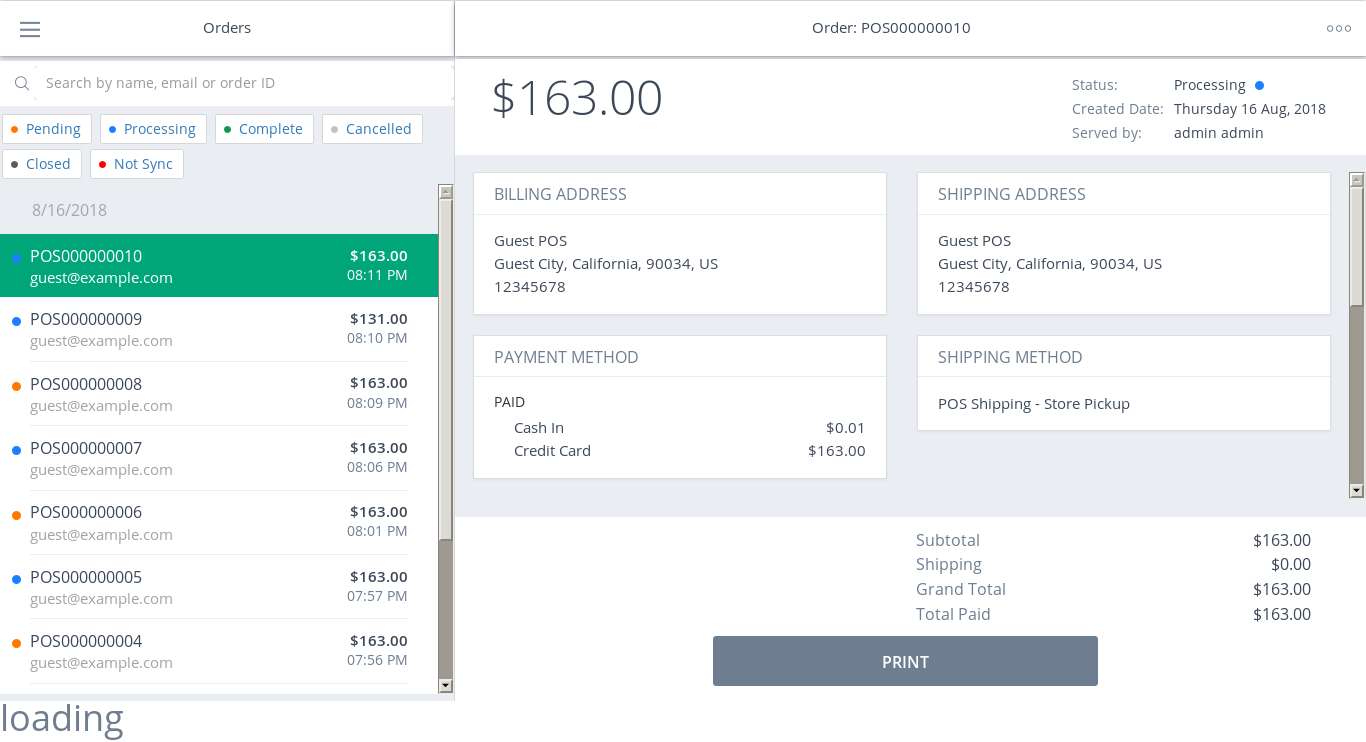 Orders
Search by name, email or order ID
Pending Processing Complete Cancelled
Closed Not Sync
8/16/2018
POS000000010 $163.00
guest@example.com 08:11 PM
POS000000009 $131.00
guest@example.com 08:10 PM
POS000000008 $163.00
guest@example.com 08:09 PM
POS000000007 $163.00
guest@example.com 08:06 PM
POS000000006 $163.00
guest@example.com 08:01 PM
POS000000005 $163.00
guest@example.com 07:57 PM
POS000000004 $163.00
guest@example.com 07:56 PM
loading
Order: POS000000010
$163.00
Status: Processing
Created Date: Thursday 16 Aug, 2018
Served by: admin admin
BILLING ADDRESS
Guest POS
Guest City, California, 90034, US
12345678
SHIPPING ADDRESS
Guest POS
Guest City, California, 90034, US
12345678
PAYMENT METHOD
PAID
Cash In $0.01
Credit Card $163.00
SHIPPING METHOD
POS Shipping - Store Pickup
Subtotal $163.00
Shipping $0.00
Grand Total $163.00
Total Paid $163.00
PRINT